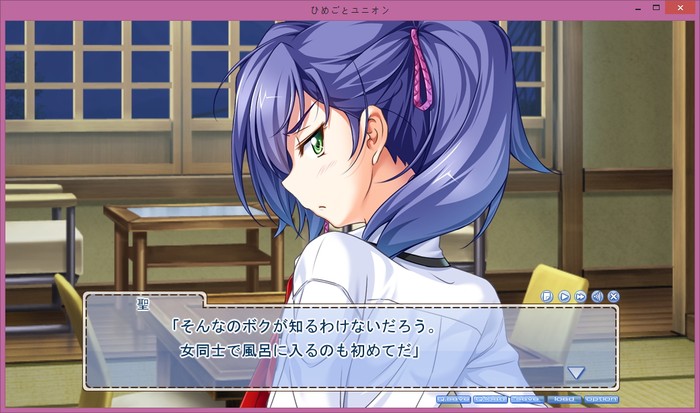 ひめごとユニオン
聖
「そんなのボクが知るわけないだろう。
女同士で風呂に入るのも初めてだ」
load
option